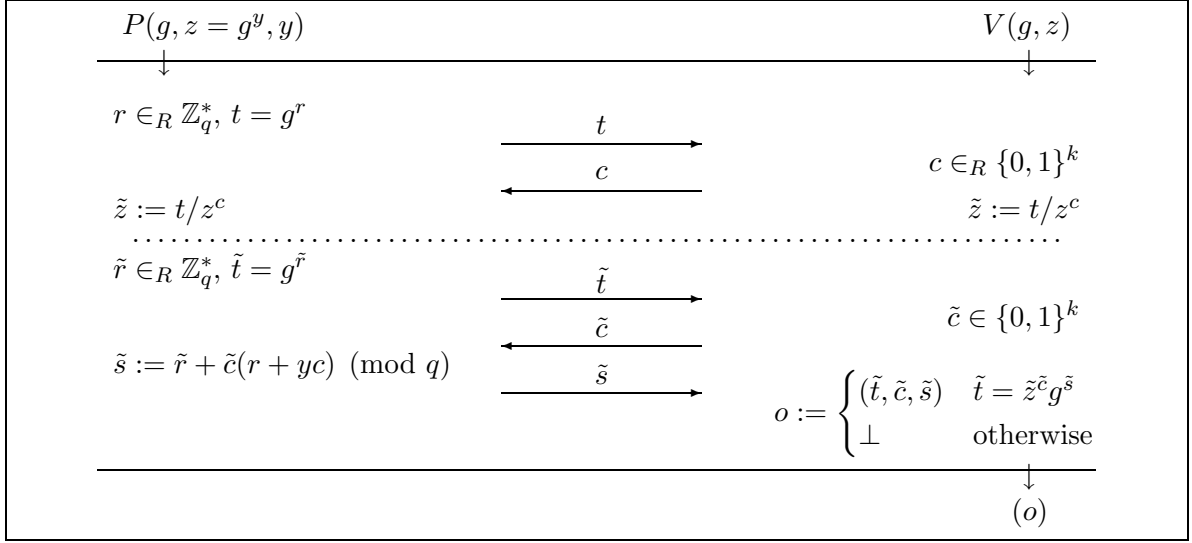 P(g, z = g^y, y) V(g, z)
r ∈_R ℤ_q^*, t = g^r
t
c ∈_R {0, 1}^k
c
z̃ := t/z^c z̃ := t/z^c
r̃ ∈_R ℤ_q^*, t̃ = g^r̃
t̃
c̃ ∈ {0, 1}^k
c̃
s̃ := r̃ + c̃(r + yc) (mod q)
s̃
o := { (t̃, c̃, s̃) t̃ = z̃^c̃ g^s̃
⊥ otherwise
(o)